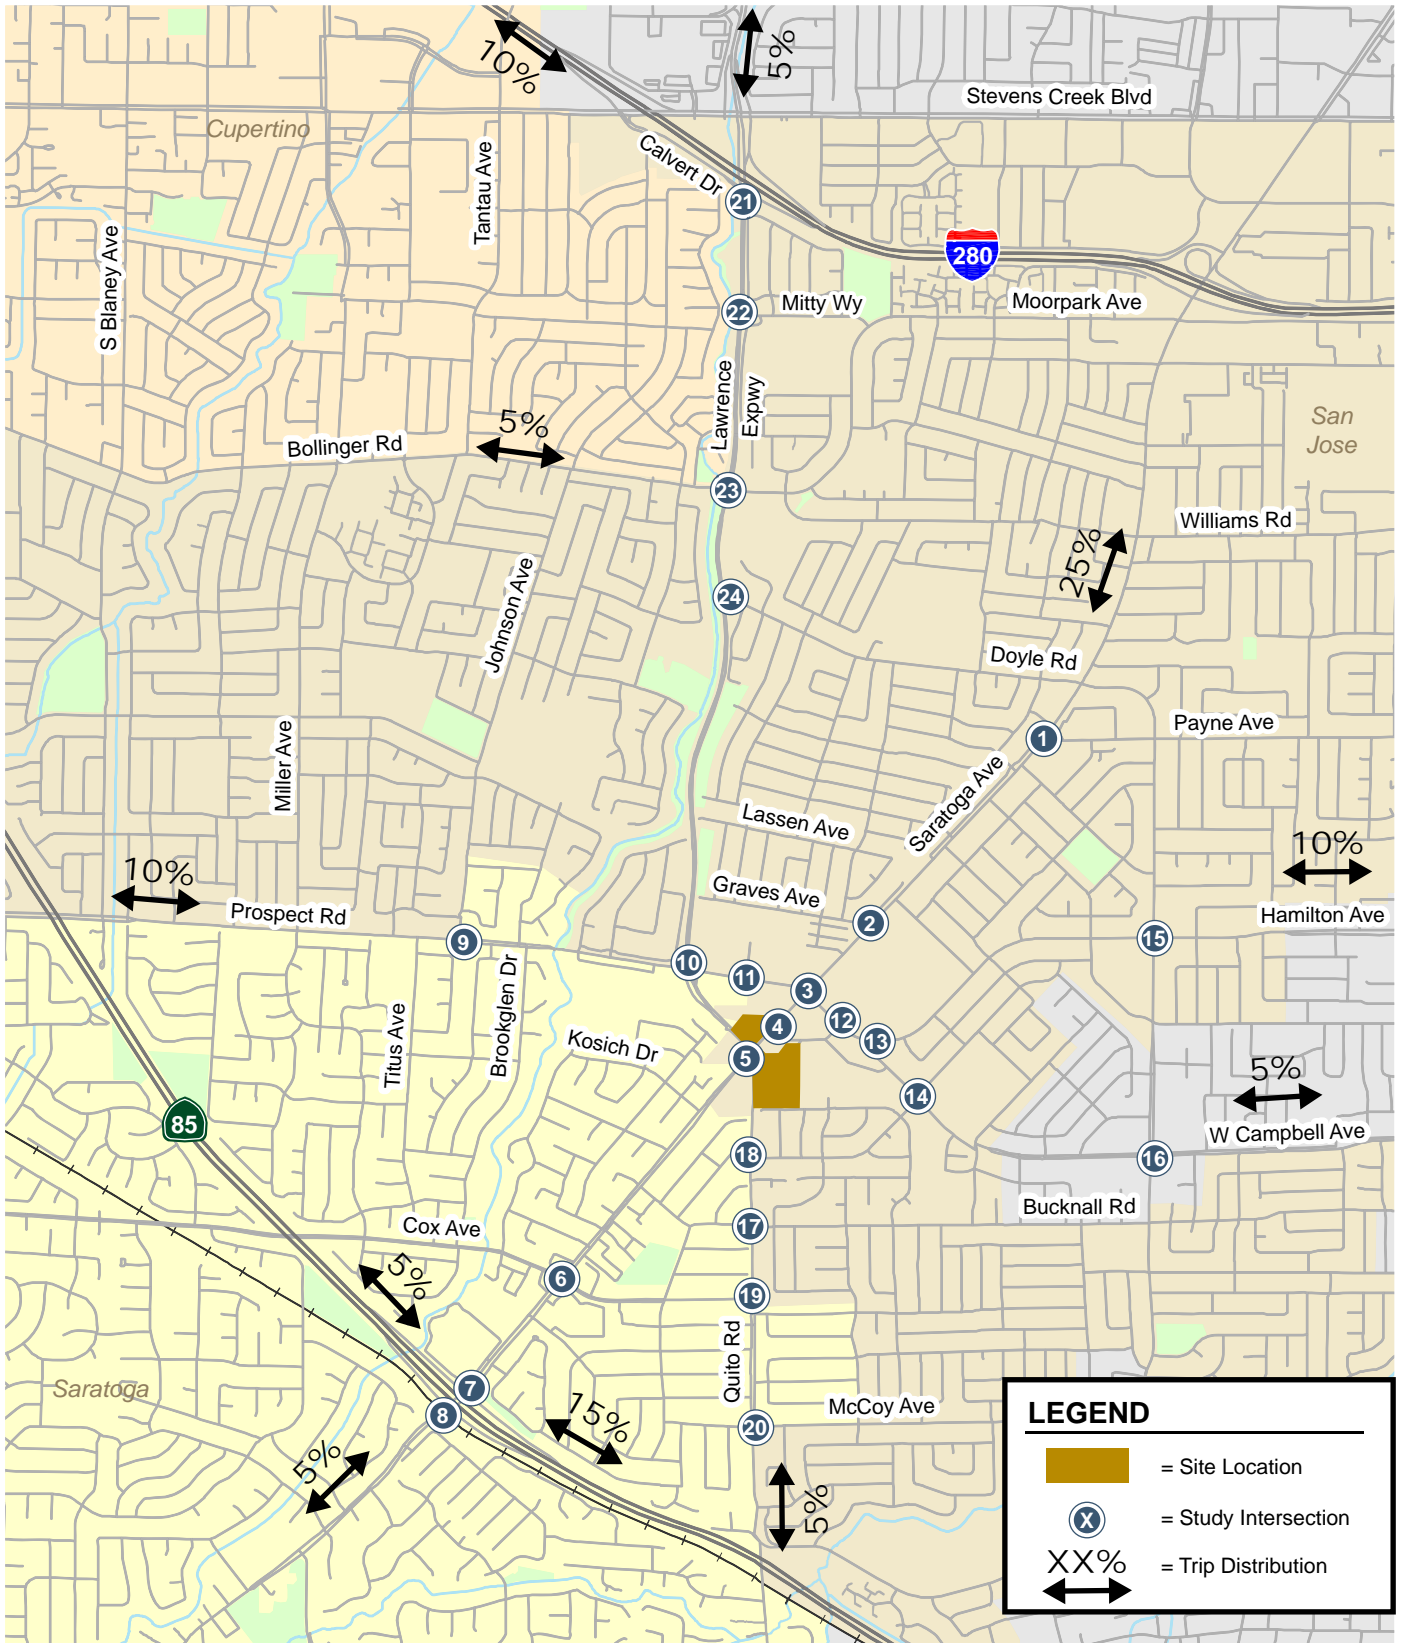 10%
5%
Stevens Creek Blvd
Cupertino
Calvert Dr
Tantau Ave
21
S Blaney Ave
280
Mitty Wy
Moorpark Ave
22
Lawrence
Expwy
San
Jose
5%
Bollinger Rd
23
Williams Rd
25%
24
Johnson Ave
Doyle Rd
Payne Ave
1
Miller Ave
Saratoga Ave
Lassen Ave
10%
10%
Graves Ave
Prospect Rd
2
Hamilton Ave
9
15
10
11
3
Brookglen Dr
12
4
13
Titus Ave
Kosich Dr
5
5%
14
85
W Campbell Ave
18
16
Bucknall Rd
Cox Ave
17
5%
6
19
Quito Rd
Saratoga
7
8
15%
McCoy Ave
20
5%
5%
LEGEND
= Site Location
X = Study Intersection
XX% = Trip Distribution